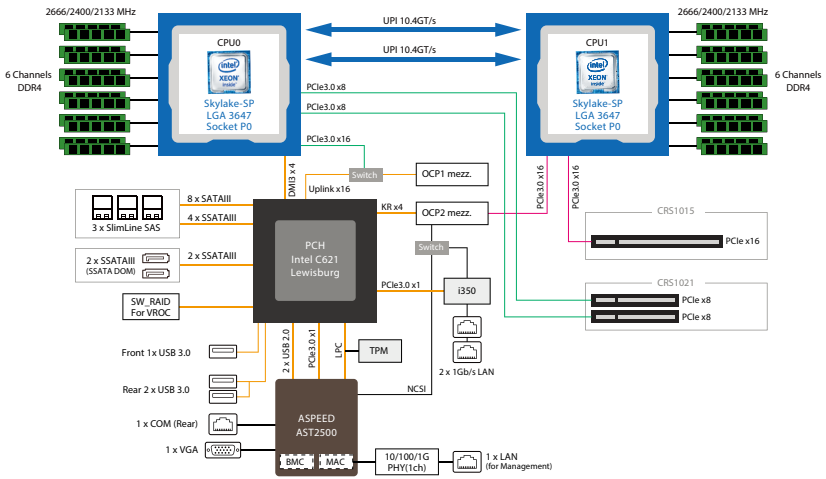 2666/2400/2133 MHz
UPI 10.4GT/s
2666/2400/2133 MHz
CPU0
CPU1
UPI 10.4GT/s
intel
XEON
inside
intel
XEON
inside
6 Channels
DDR4
6 Channels
DDR4
PCIe3.0 x8
Skylake-SP
LGA 3647
Socket P0
Skylake-SP
LGA 3647
Socket P0
PCIe3.0 x8
PCIe3.0 x16
DMI3 x 4
Switch
OCP1 mezz.
Uplink x16
PCIe3.0 x16
PCIe3.0 x16
8 x SATAIII
4 x SSATAIII
3 x SlimLine SAS
KR x4
OCP2 mezz.
CRS1015
PCIe x16
PCH
Intel C621
Lewisburg
Switch
2 x SSATAIII
(SSATA DOM)
2 x SSATAIII
PCIe3.0 x1
i350
CRS1021
PCIe x8
PCIe x8
SW_RAID
For VROC
Front 1x USB 3.0
2 x USB 2.0
PCIe3.0 x1
LPC
TPM
2 x 1Gb/s LAN
Rear 2 x USB 3.0
NCSI
1 x COM (Rear)
ASPEED
AST2500
1 x VGA
BMC
MAC
10/100/1G
PHY(1ch)
1 x LAN
(for Management)